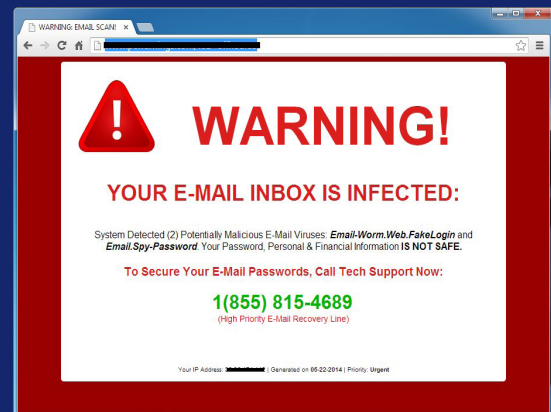 WARNING: EMAIL SCAN!
WARNING!
YOUR E-MAIL INBOX IS INFECTED:
System Detected (2) Potentially Malicious E-Mail Viruses: Email-Worm.Web.FakeLogin and
Email.Spy-Password. Your Password, Personal & Financial Information IS NOT SAFE.
To Secure Your E-Mail Passwords, Call Tech Support Now:
1(855) 815-4689
(High Priority E-Mail Recovery Line)
Your IP Address: | Generated on 05-22-2014 | Priority: Urgent